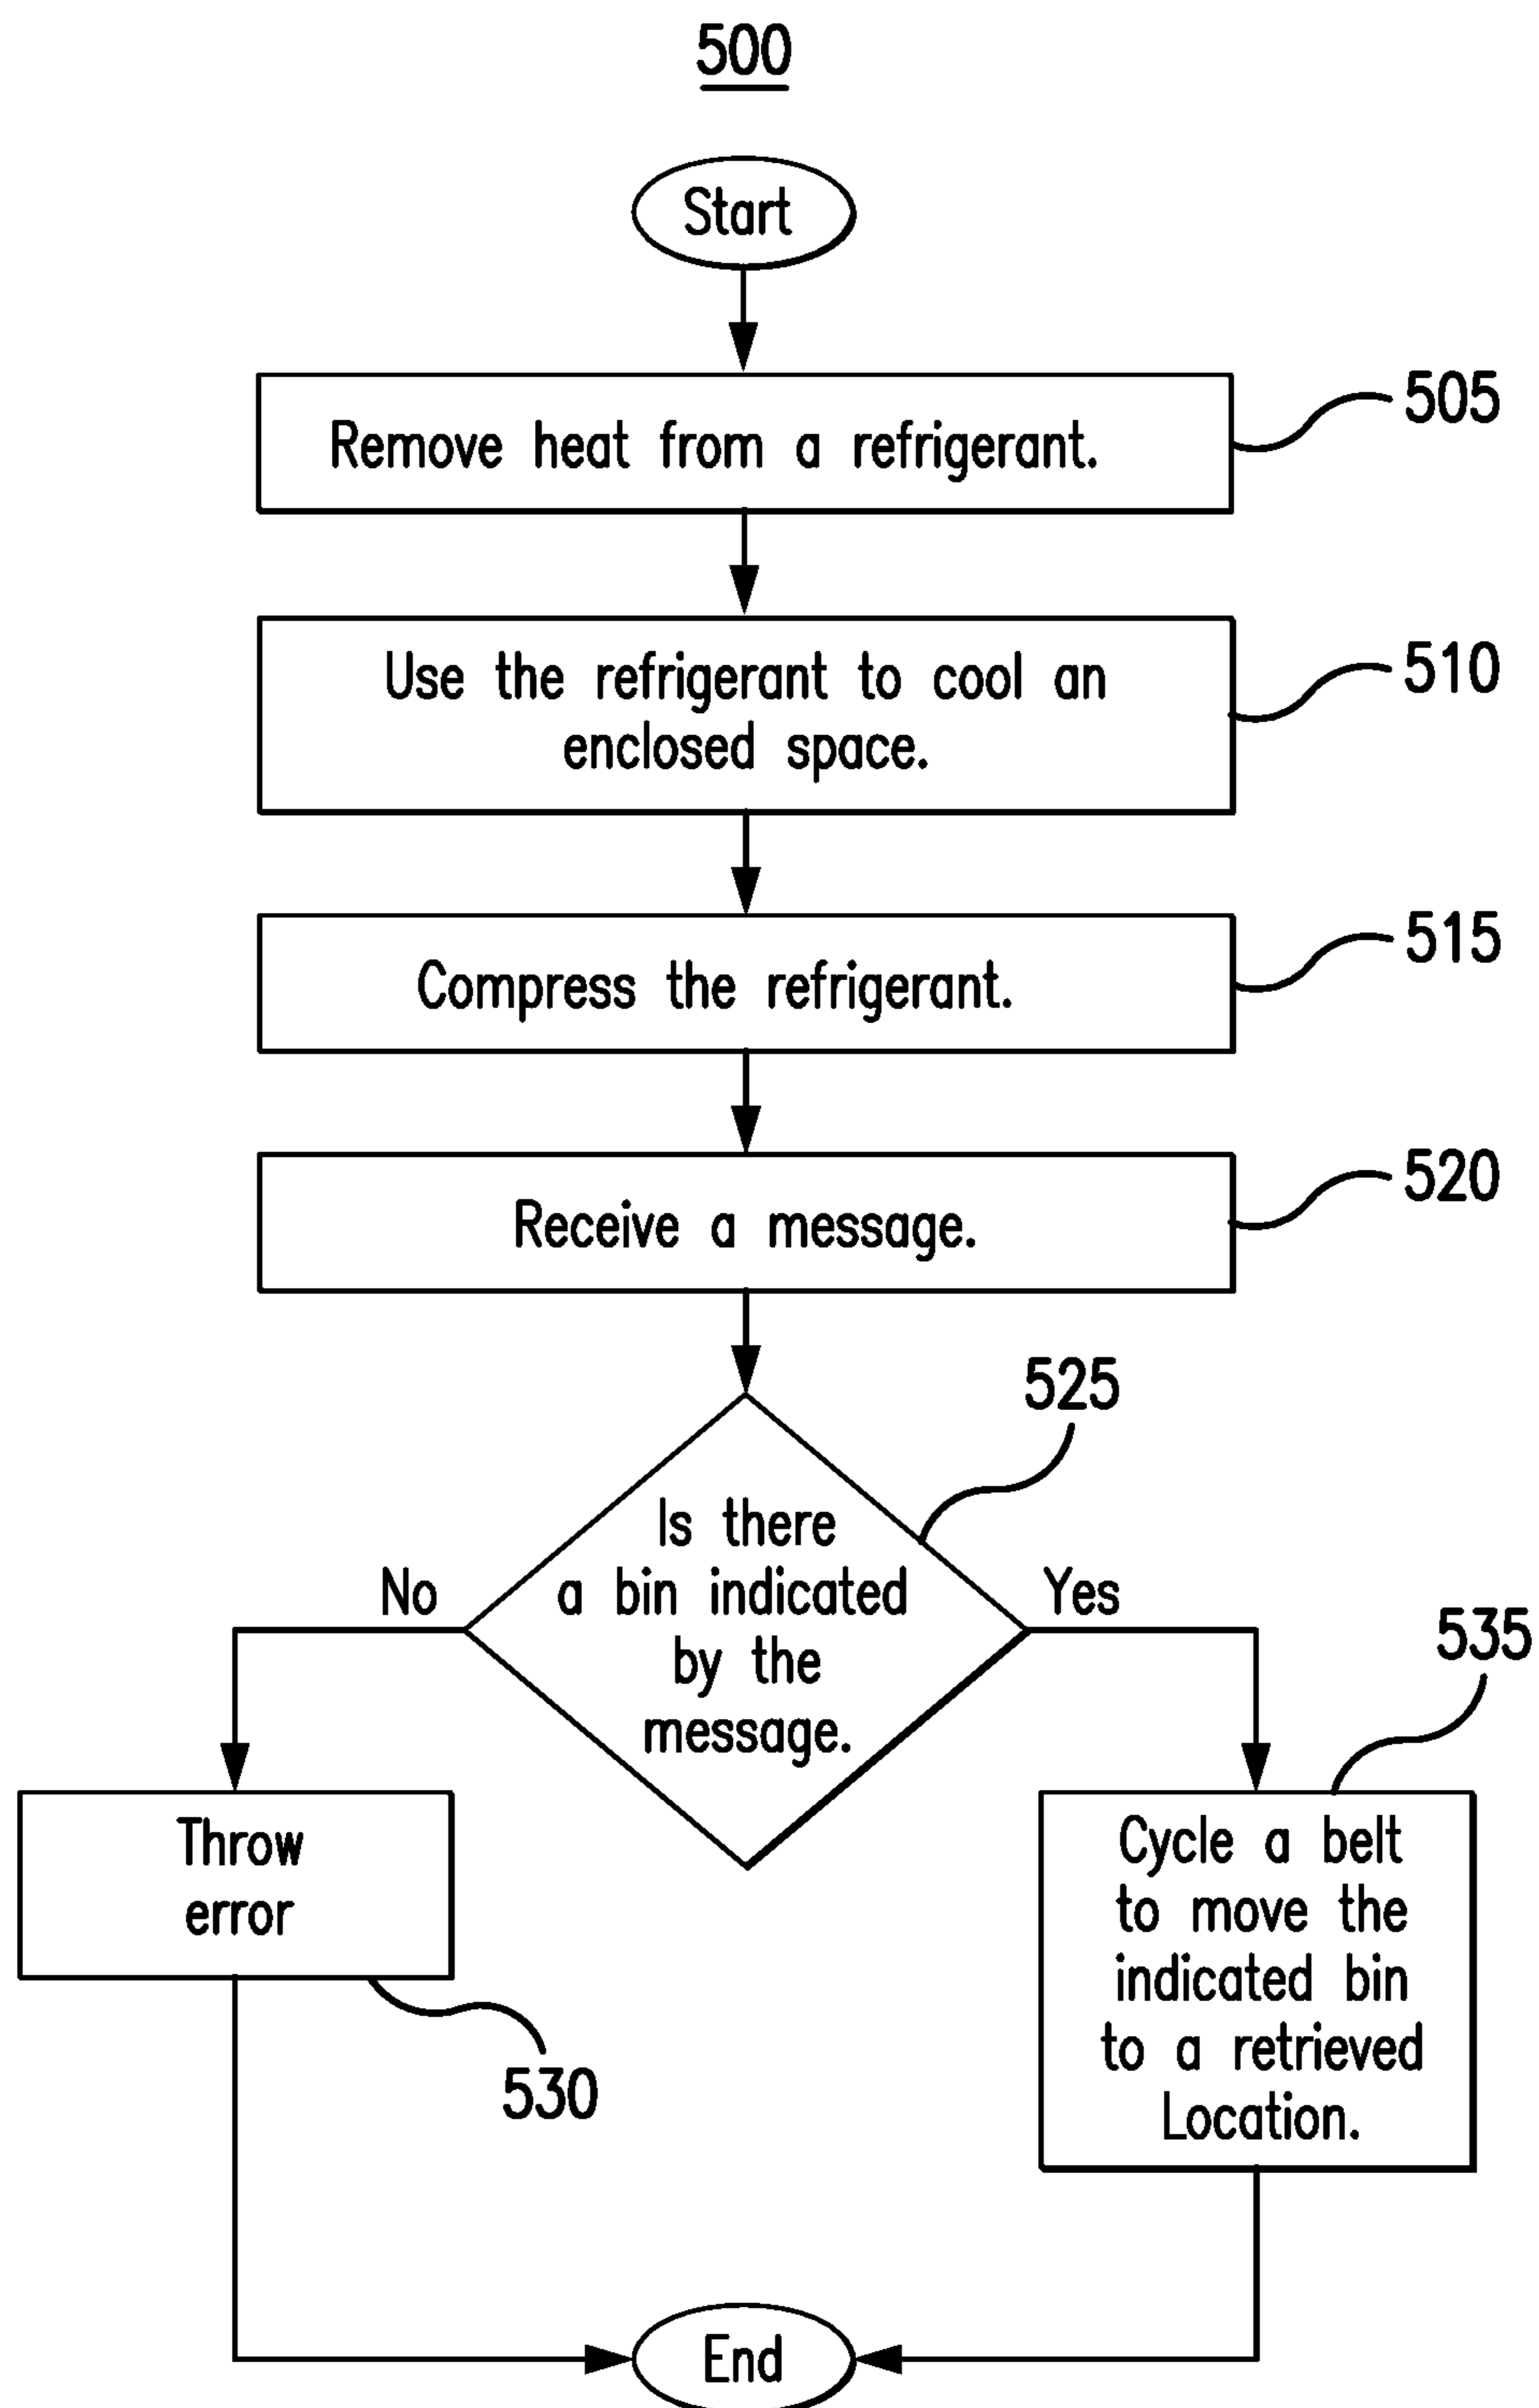 500
Start
Remove heat from a refrigerant.
505
Use the refrigerant to cool an
enclosed space.
510
Compress the refrigerant.
515
Receive a message.
520
525
Is there
a bin indicated
by the
message.
No
Yes
535
Throw
error
530
Cycle a belt
to move the
indicated bin
to a retrieved
Location.
End